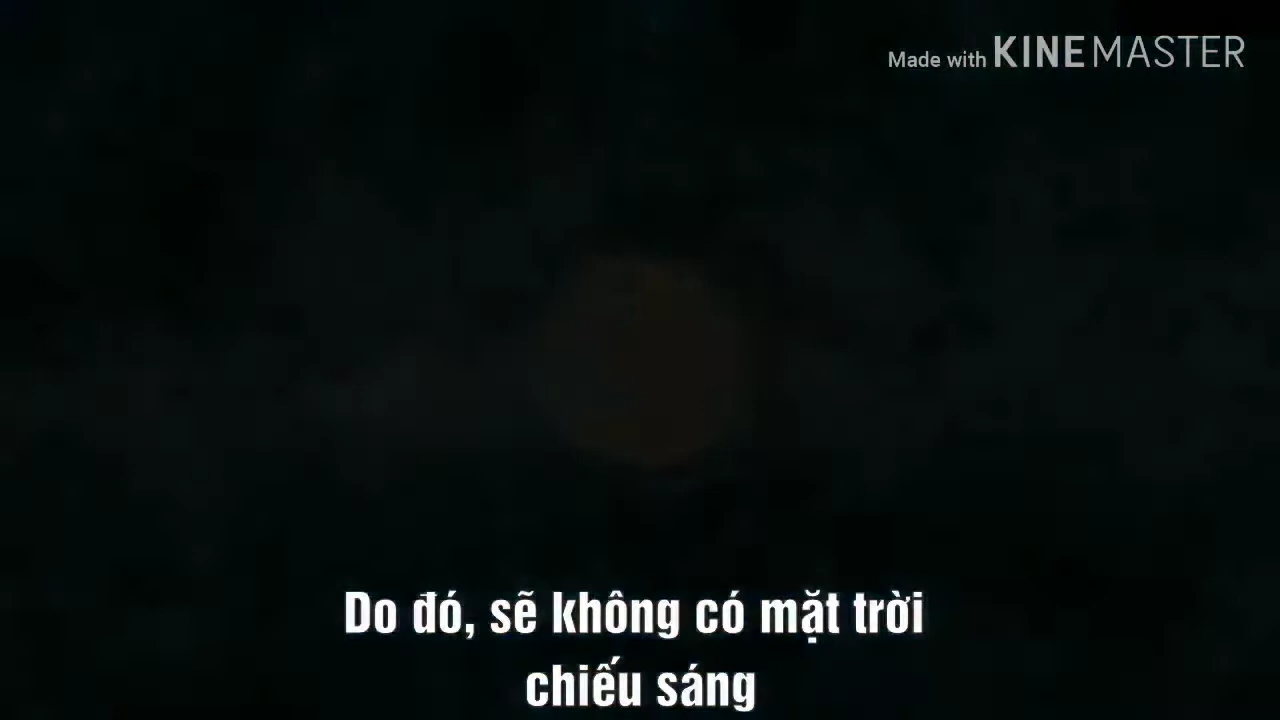 Made with KINEMASTER
Do đó, sẽ không có mặt trời
chiếu sáng